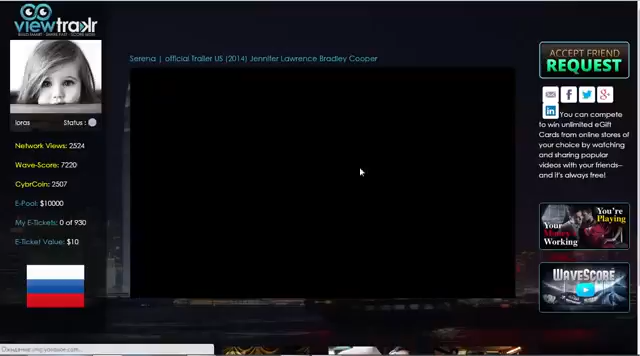 viewtrakr
Serena | official Trailer US (2014) Jennifer Lawrence Bradley Cooper
ioras Status :
Network Views: 2524
Wave-Score: 7220
CybrCoin: 2507
E-Pool: $10000
My E-Tickets: 0 of 930
E-Ticket Value: $10
ACCEPT FRIEND
REQUEST
f
g+
in
You can compete
to win unlimited eGift
Cards from online stores of
your choice by watching
and sharing popular
videos with your friends--
and it's always free!
You're
Playing
Your
Money
Working
WAVESCORE